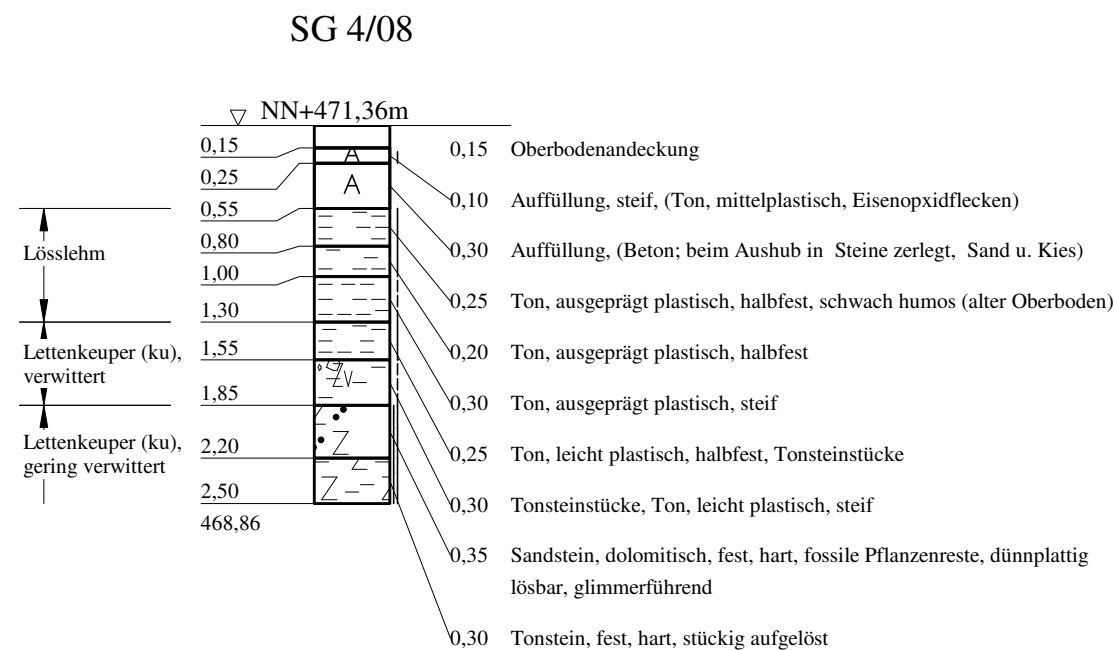 SG 4/08
NN+471,36m
0,15
0,25
0,55
0,80
1,00
1,30
1,55
1,85
2,20
2,50
468,86
Lösslehm
Lettenkeuper (ku),
verwittert
Lettenkeuper (ku),
gering verwittert
A
A
0,15 Oberbodenandeckung
0,10 Auffüllung, steif, (Ton, mittelplastisch, Eisenopxidflecken)
0,30 Auffüllung, (Beton; beim Aushub in Steine zerlegt, Sand u. Kies)
0,25 Ton, ausgeprägt plastisch, halbfest, schwach humos (alter Oberboden)
0,20 Ton, ausgeprägt plastisch, halbfest
0,30 Ton, ausgeprägt plastisch, steif
0,25 Ton, leicht plastisch, halbfest, Tonsteinstücke
0,30 Tonsteinstücke, Ton, leicht plastisch, steif
0,35 Sandstein, dolomitisch, fest, hart, fossile Pflanzenreste, dünnplattig
lösbar, glimmerführend
0,30 Tonstein, fest, hart, stückig aufgelöst
Z
Z
Z